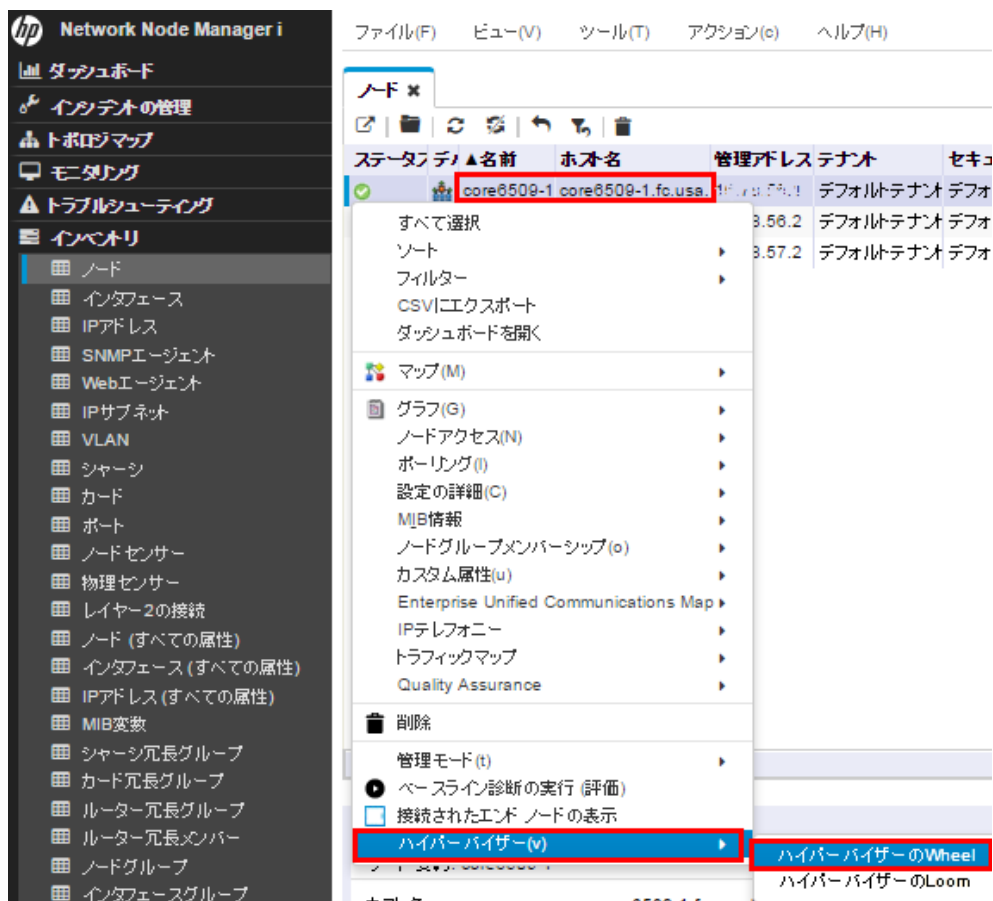 hp Network Node Manager i
ファイル(F) ビュー(V) ツール(T) アクション(c) ヘルプ(H)
ダッシュボード
インシデントの管理
トポロジマップ
モニタリング
トラブルシューティング
インベントリ
ノード
インタフェース
IPアドレス
SNMPエージェント
Webエージェント
IPサブネット
VLAN
シャーシ
カード
ポート
ノードセンサー
物理センサー
レイヤー2の接続
ノード (すべての属性)
インタフェース (すべての属性)
IPアドレス (すべての属性)
MIB変数
シャーシ冗長グループ
カード冗長グループ
ルーター冗長グループ
ルーター冗長メンバー
ノードグループ
インタフェースグループ
ノード
ステータス デバ ▲名前 ホスト名 管理アドレス テナント セキュ
core6509-1 core6509-1.fc.usa. デフォルトテナント デフォ
3.56.2 デフォルトテナント デフォ
3.57.2 デフォルトテナント デフォ
すべて選択
ソート
フィルター
CSVにエクスポート
ダッシュボードを開く
マップ(M)
グラフ(G)
ノードアクセス(N)
ポーリング(l)
設定の詳細(C)
MIB情報
ノードグループメンバーシップ(o)
カスタム属性(u)
Enterprise Unified Communications Map
IPテレフォニー
トラフィックマップ
Quality Assurance
削除
管理モード(t)
ベースライン診断の実行 (評価)
接続されたエンド ノードの表示
ハイパーバイザー(v)
ハイパーバイザーのWheel
ハイパーバイザーのLoom